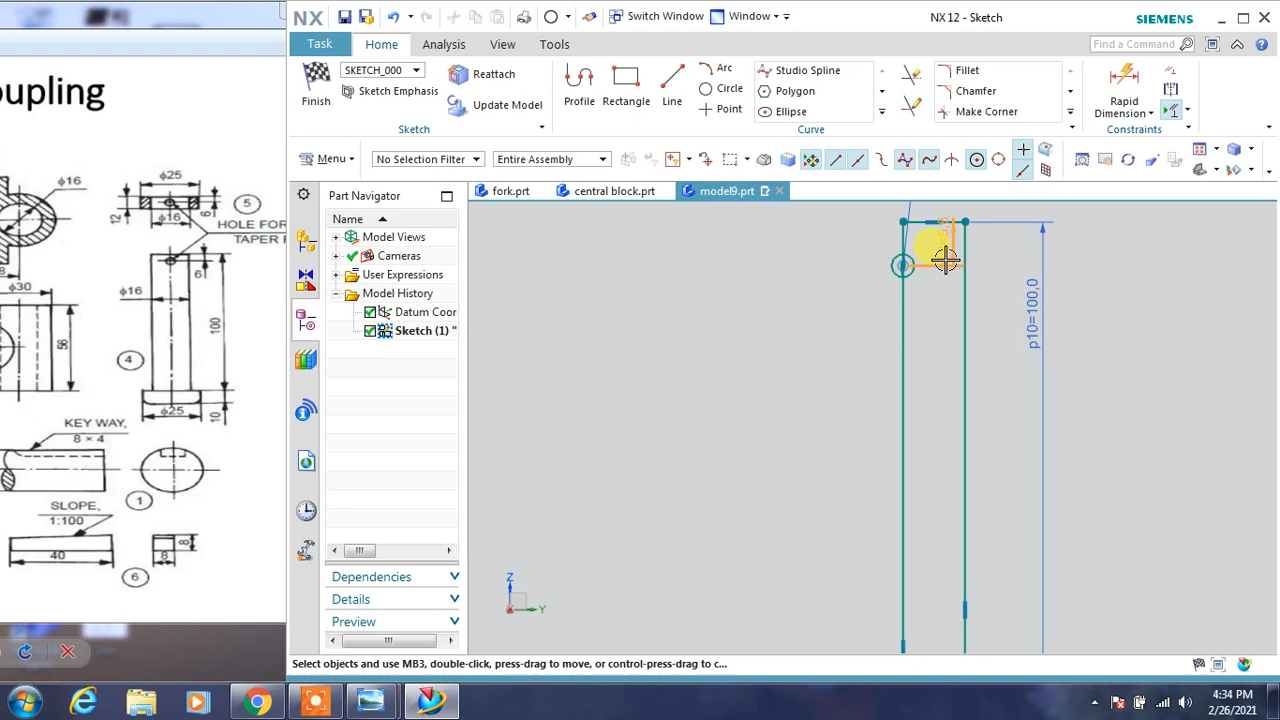 NX
Switch Window
Window
NX 12 - Sketch
SIEMENS
Task
Home
Analysis
View
Tools
Find a Command
Finish
SKETCH_000
Sketch Emphasis
Reattach
Update Model
Profile
Rectangle
Line
Arc
Circle
Point
Studio Spline
Polygon
Ellipse
Fillet
Chamfer
Make Corner
Rapid
Dimension
Sketch
Curve
Constraints
Menu
No Selection Filter
Entire Assembly
fork.prt
central block.prt
model9.prt
Part Navigator
Name
Model Views
Cameras
User Expressions
Model History
Datum Coor
Sketch (1) "
Dependencies
Details
Preview
p10=100,0
Z
Y
Select objects and use MB3, double-click, press-drag to move, or control-press-drag to c...
oupling
ϕ16
ϕ25
5
12
6
ϕ16
HOLE FOR
TAPER
8
6
ϕ30
ϕ16
56
100
4
ϕ25
10
KEY WAY,
8 × 4
1
SLOPE,
1:100
40
8
8
6
4:34 PM
2/26/2021